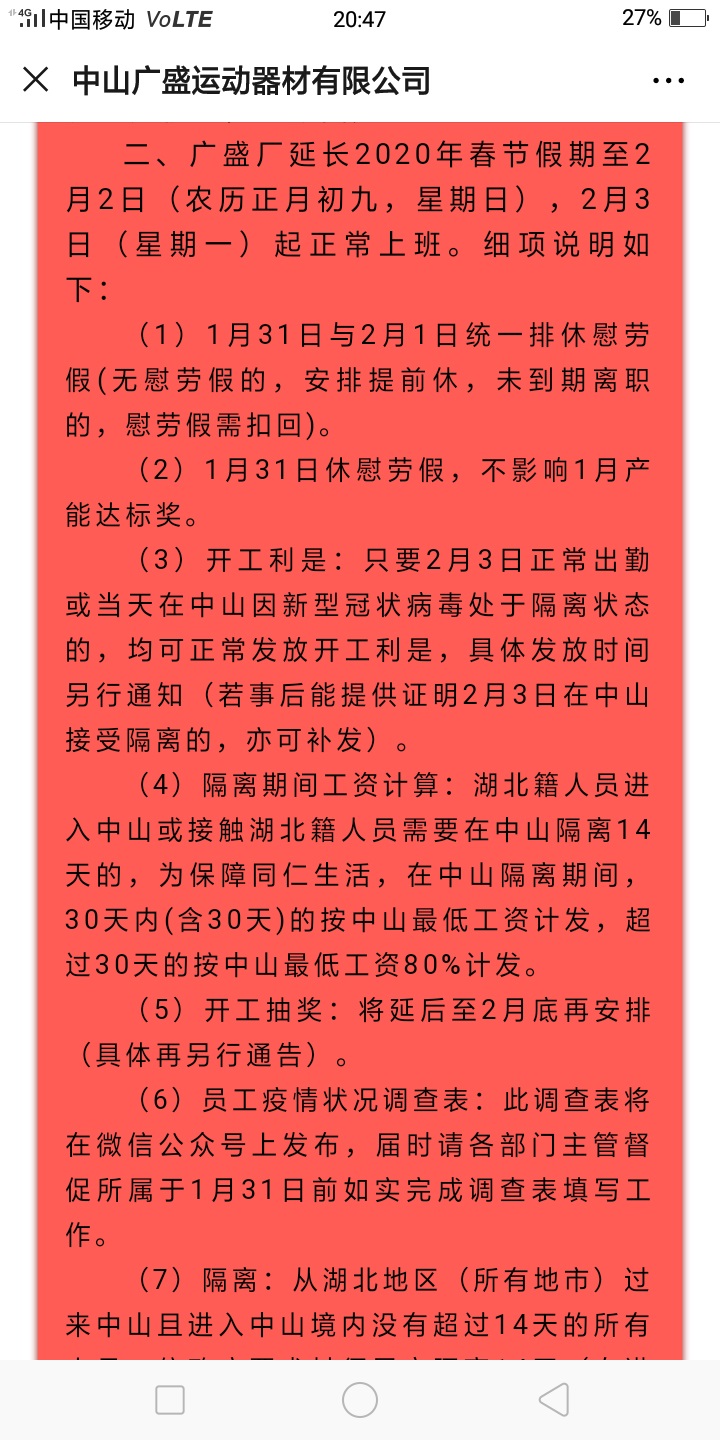 4G 中国移动 VoLTE 20:47 27%
中山广盛运动器材有限公司
二、广盛厂延长2020年春节假期至2
月2日（农历正月初九，星期日），2月3
日（星期一）起正常上班。细项说明如
下：
（1）1月31日与2月1日统一排休慰劳
假(无慰劳假的，安排提前休，未到期离职
的，慰劳假需扣回)。
（2）1月31日休慰劳假，不影响1月产
能达标奖。
（3）开工利是：只要2月3日正常出勤
或当天在中山因新型冠状病毒处于隔离状态
的，均可正常发放开工利是，具体发放时间
另行通知（若事后能提供证明2月3日在中山
接受隔离的，亦可补发）。
（4）隔离期间工资计算：湖北籍人员进
入中山或接触湖北籍人员需要在中山隔离14
天的，为保障同仁生活，在中山隔离期间，
30天内(含30天)的按中山最低工资计发，超
过30天的按中山最低工资80%计发。
（5）开工抽奖：将延后至2月底再安排
（具体再另行通告）。
（6）员工疫情状况调查表：此调查表将
在微信公众号上发布，届时请各部门主管督
促所属于1月31日前如实完成调查表填写工
作。
（7）隔离：从湖北地区（所有地市）过
来中山且进入中山境内没有超过14天的所有